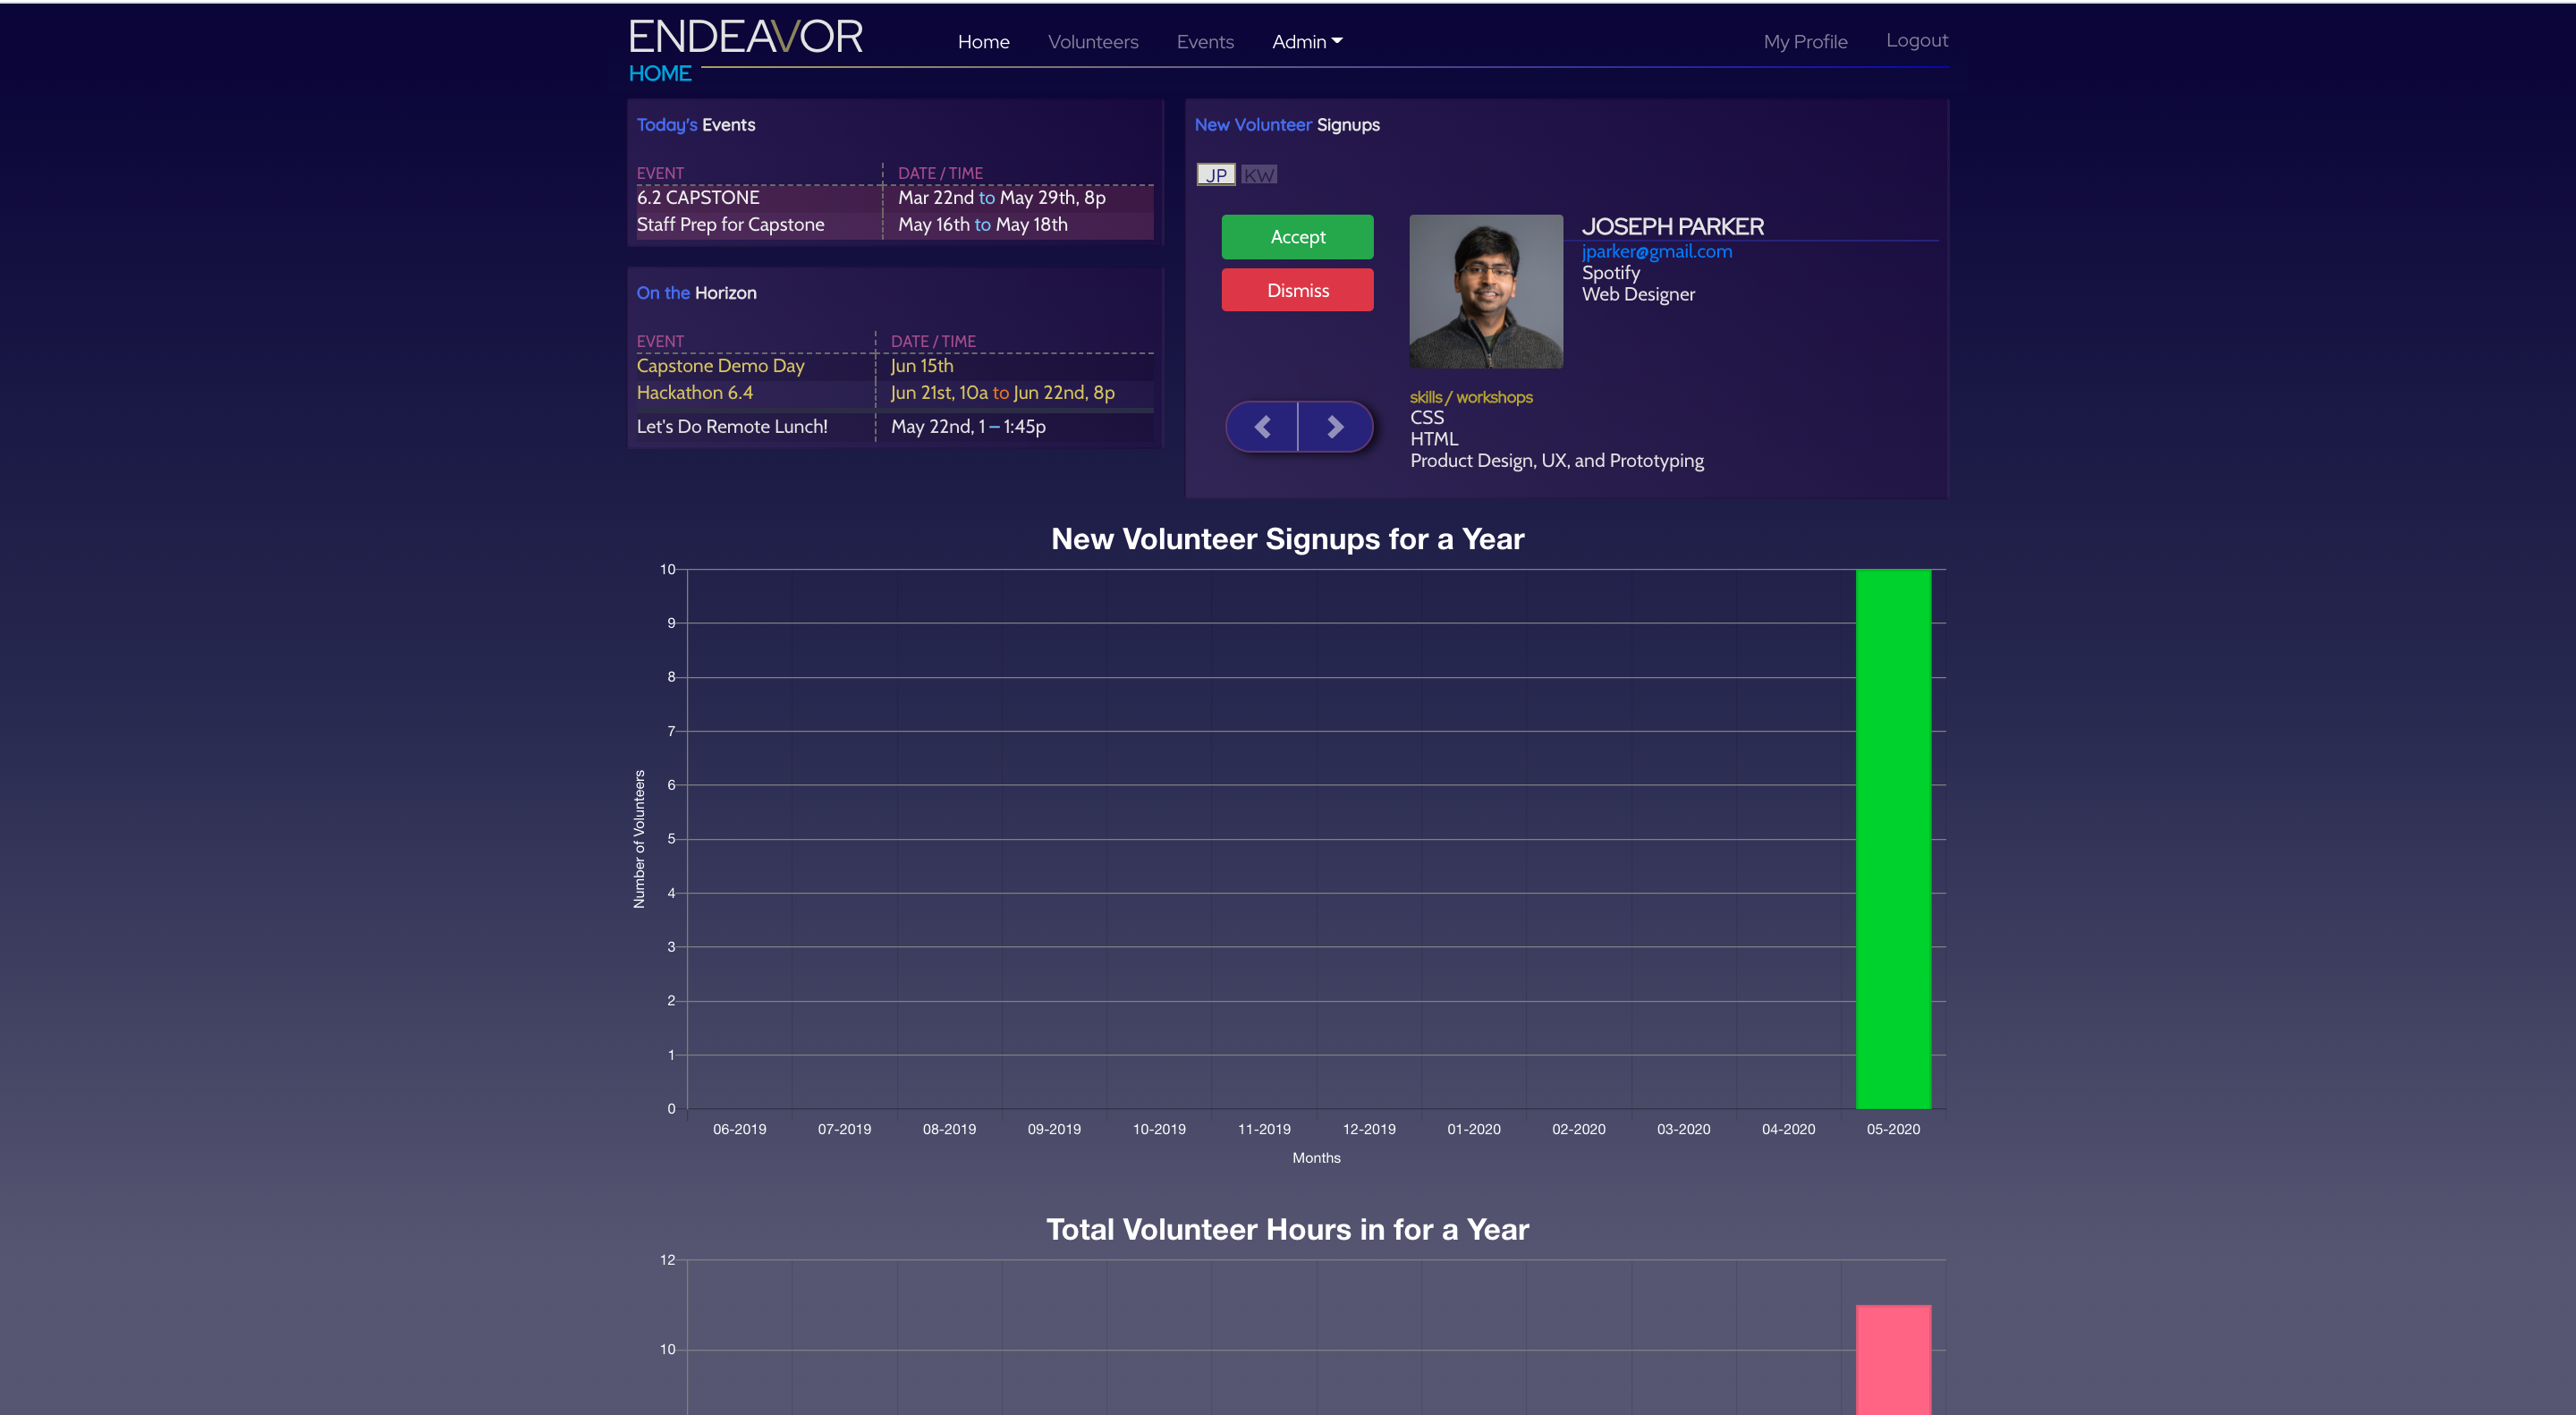 ENDEAVOR
Home Volunteers Events Admin
My Profile Logout
HOME
Today's Events
EVENT DATE / TIME
6.2 CAPSTONE Mar 22nd to May 29th, 8p
Staff Prep for Capstone May 16th to May 18th
On the Horizon
EVENT DATE / TIME
Capstone Demo Day Jun 15th
Hackathon 6.4 Jun 21st, 10a to Jun 22nd, 8p
Let's Do Remote Lunch! May 22nd, 1 – 1:45p
New Volunteer Signups
JP KW
Accept
Dismiss
JOSEPH PARKER
jparker@gmail.com
Spotify
Web Designer
skills / workshops
CSS
HTML
Product Design, UX, and Prototyping
New Volunteer Signups for a Year
10
9
8
7
6
5
4
3
2
1
0
Number of Volunteers
06-2019 07-2019 08-2019 09-2019 10-2019 11-2019 12-2019 01-2020 02-2020 03-2020 04-2020 05-2020
Months
Total Volunteer Hours in for a Year
12
10